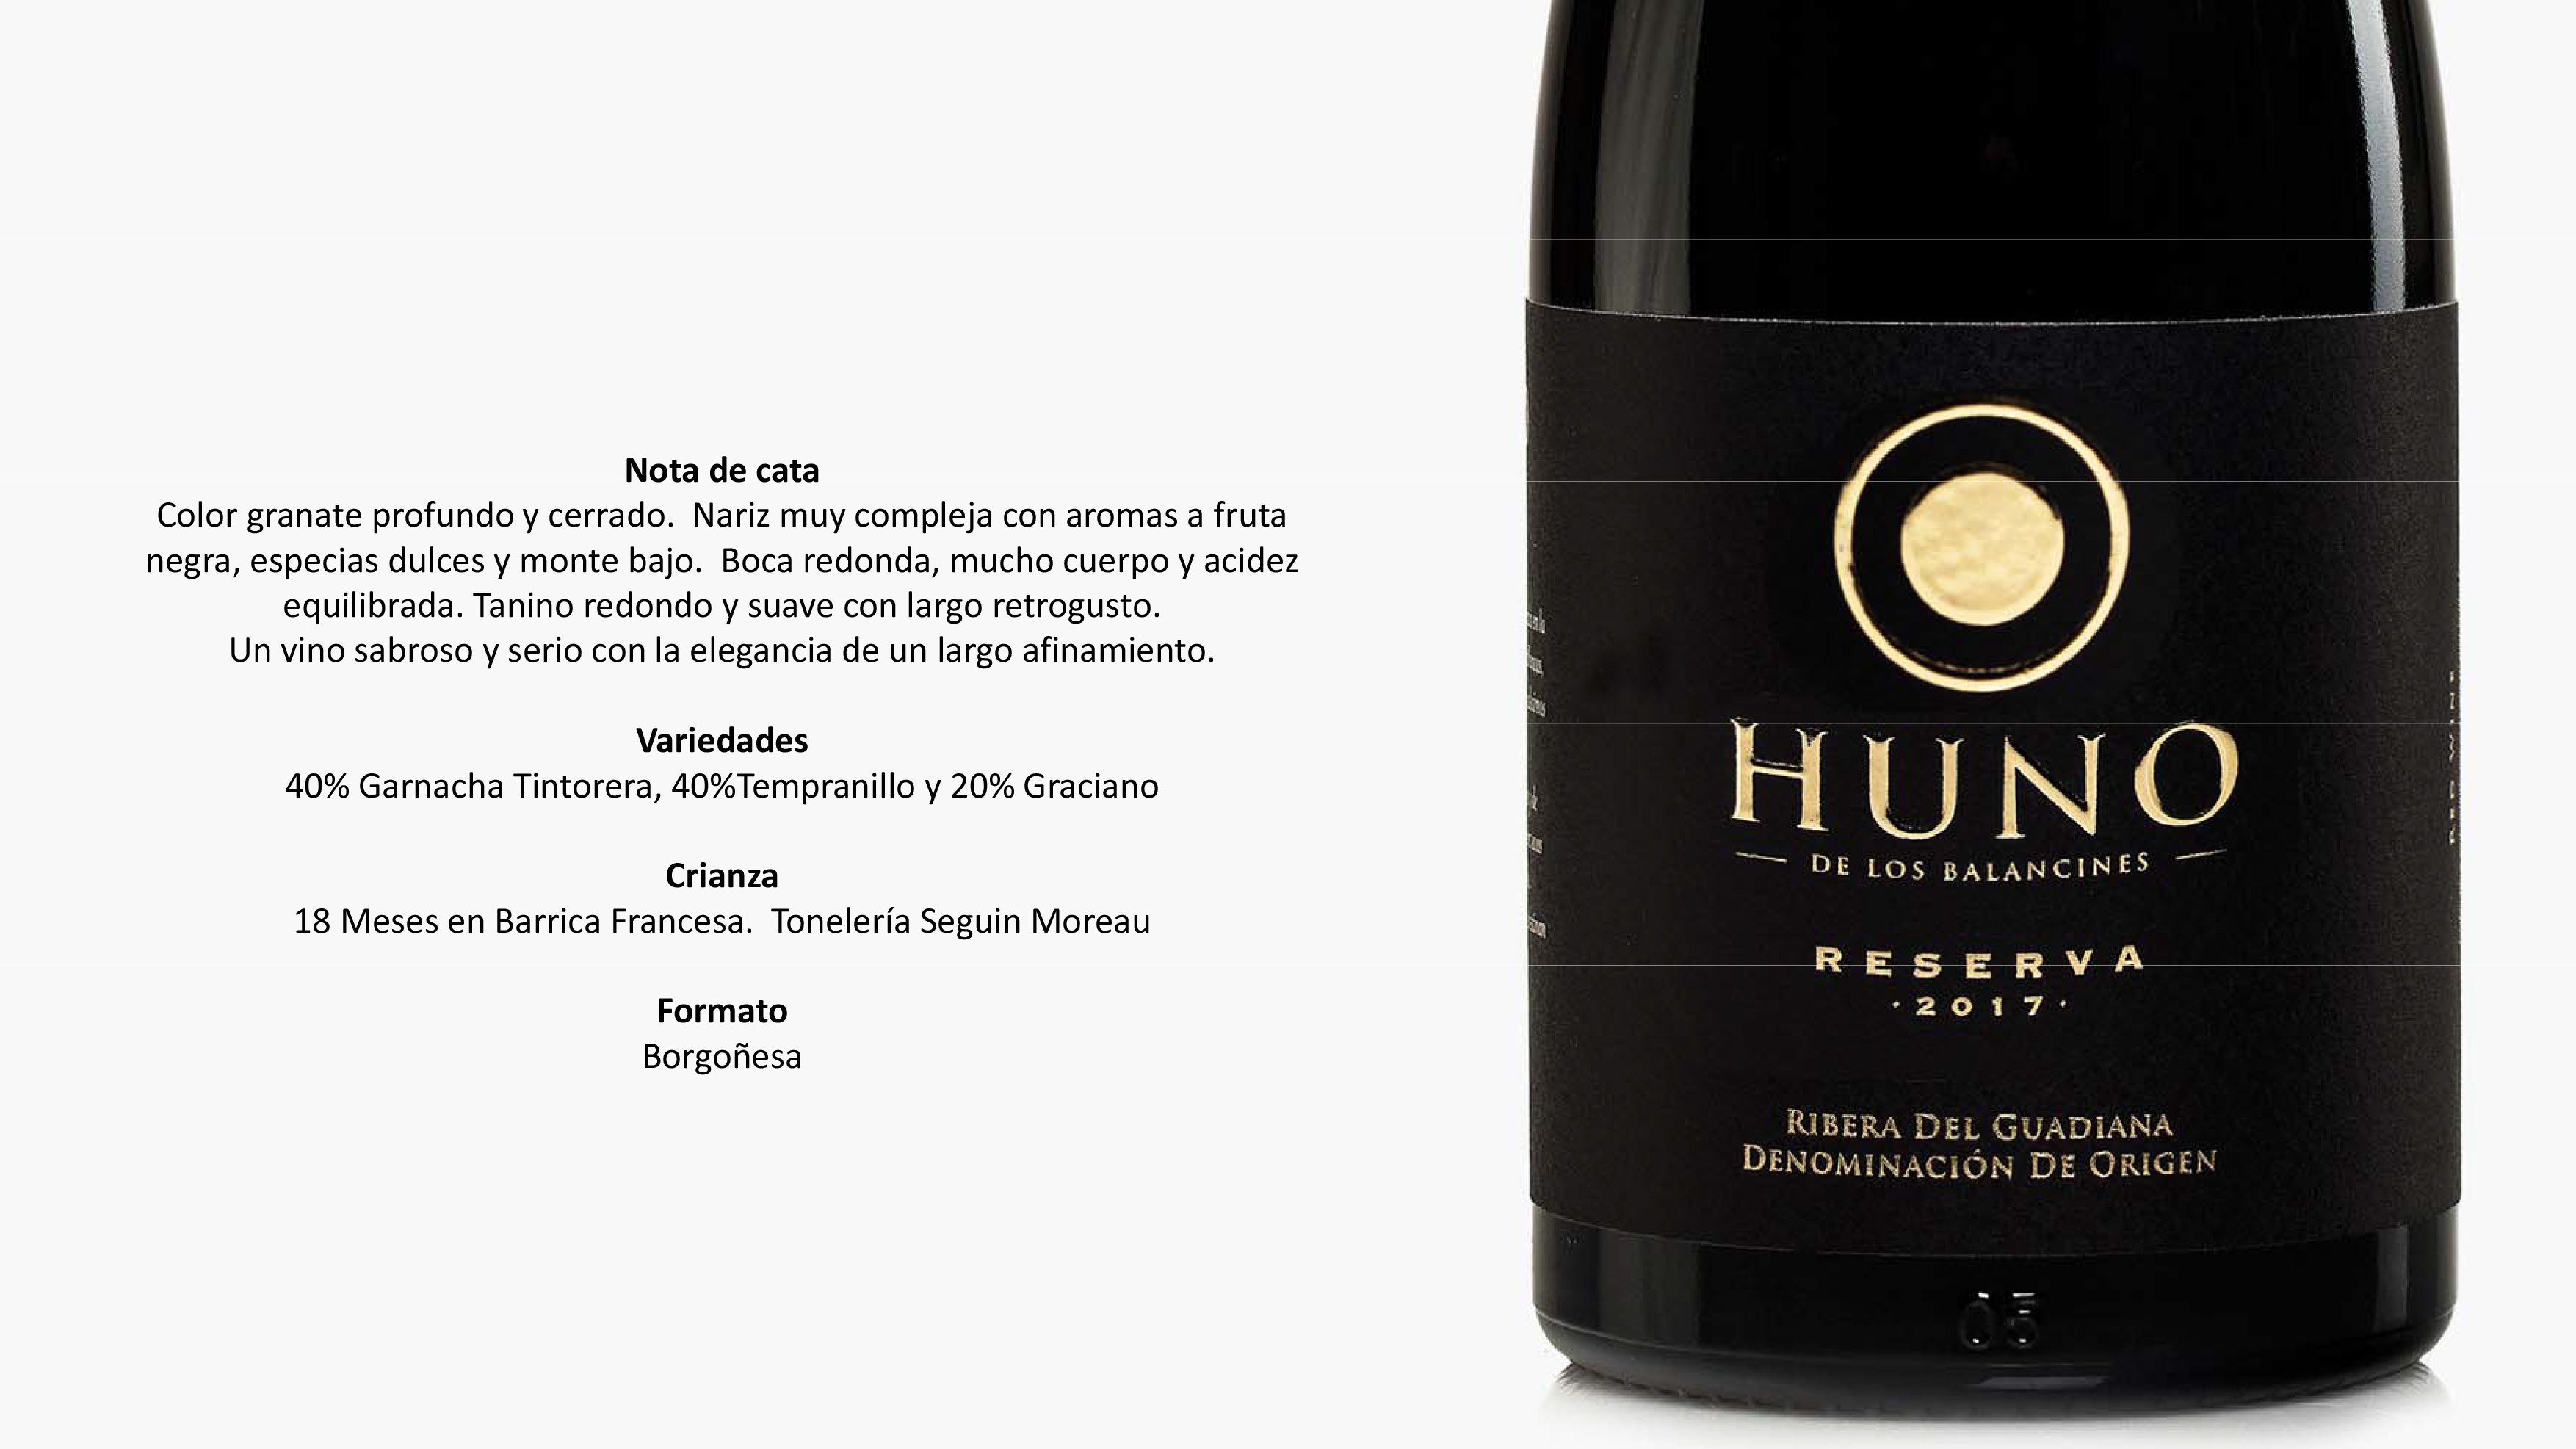 Nota de cata
Color granate profundo y cerrado.  Nariz muy compleja con aromas a fruta
negra, especias dulces y monte bajo.  Boca redonda, mucho cuerpo y acidez
equilibrada. Tanino redondo y suave con largo retrogusto.
Un vino sabroso y serio con la elegancia de un largo afinamiento.
Variedades
40% Garnacha Tintorera, 40%Tempranillo y 20% Graciano
Crianza
18 Meses en Barrica Francesa.  Tonelería Seguin Moreau
Formato
Borgoñesa
HUNO
DE LOS BALANCINES
RESERVA
·2017·
RIBERA DEL GUADIANA
DENOMINACIÓN DE ORIGEN
RED WINE
05